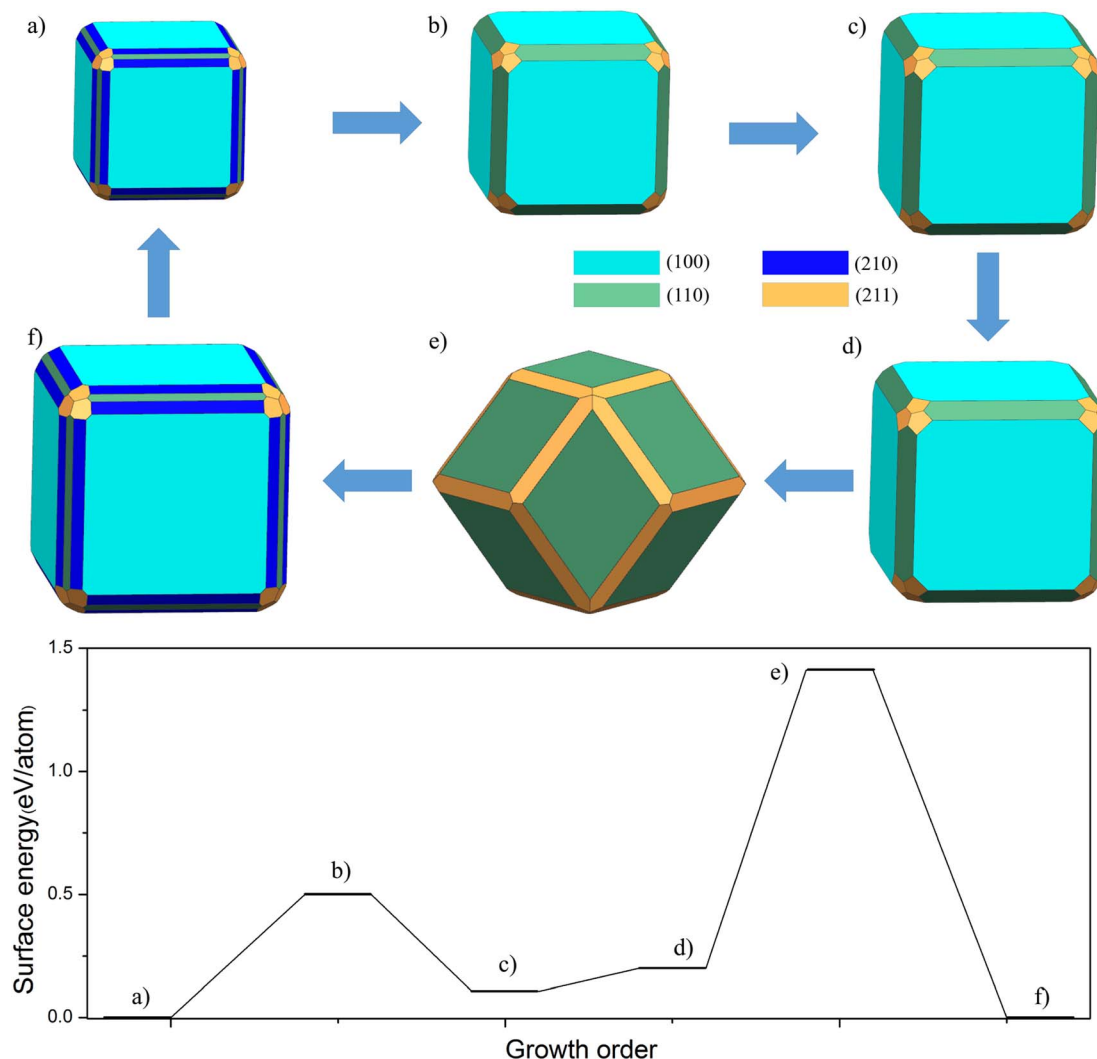 a)
b)
c)
(100)
(210)
(110)
(211)
f)
e)
d)
1.5
1.0
0.5
0.0
Surface energy(eV/atom)
a)
b)
c)
d)
e)
f)
Growth order